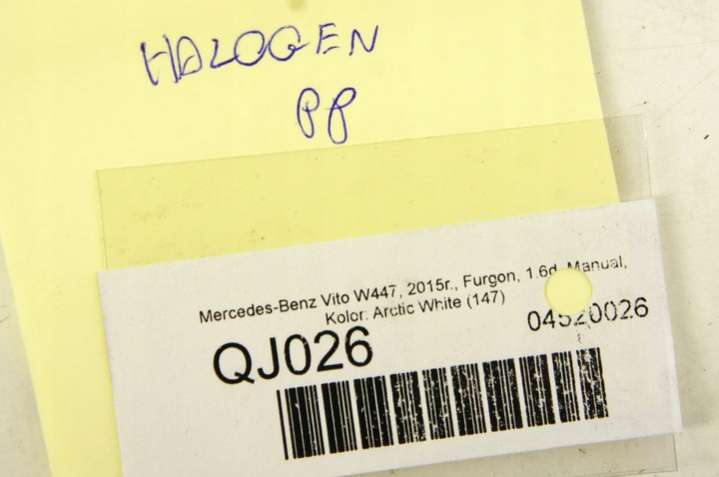 HALOGEN
PP
Mercedes-Benz Vito W447, 2015r., Furgon, 1.6d, Manual,
Kolor: Arctic White (147)
QJ026
04520026